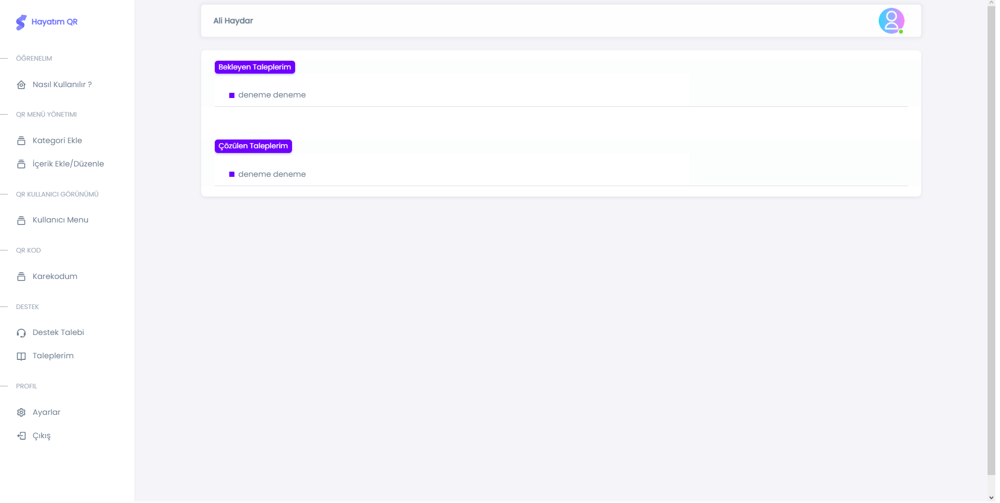 Hayatım QR
ÖĞRENELIM
Nasıl Kullanılır ?
QR MENÜ YÖNETIMI
Kategori Ekle
İçerik Ekle/Düzenle
QR KULLANICI GÖRÜNÜMÜ
Kullanıcı Menu
QR KOD
Karekodum
DESTEK
Destek Talebi
Taleplerim
PROFIL
Ayarlar
Çıkış
Ali Haydar
Bekleyen Taleplerim
deneme deneme
Çözülen Taleplerim
deneme deneme